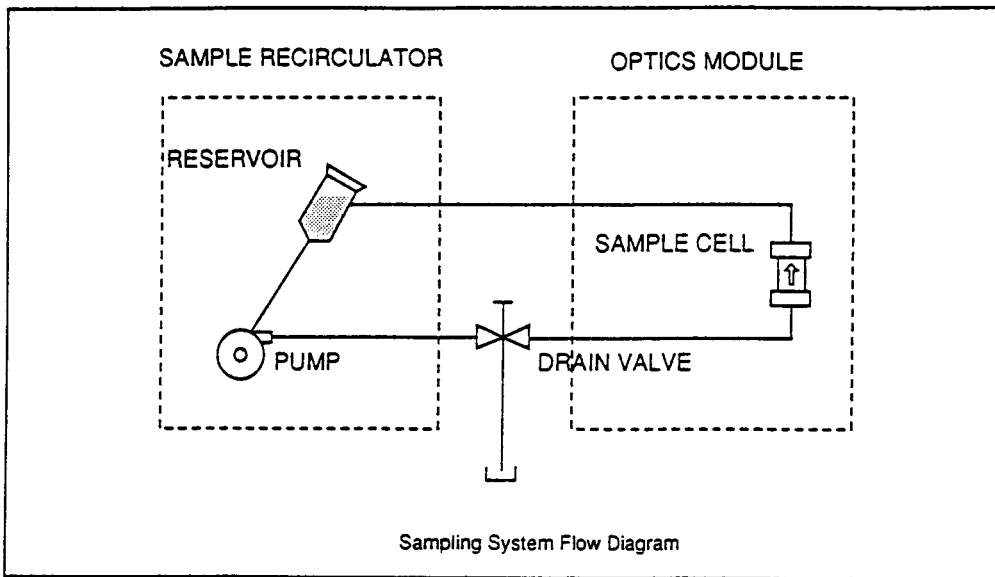 SAMPLE RECIRCULATOR
OPTICS MODULE
RESERVOIR
SAMPLE CELL
PUMP
DRAIN VALVE
Sampling System Flow Diagram